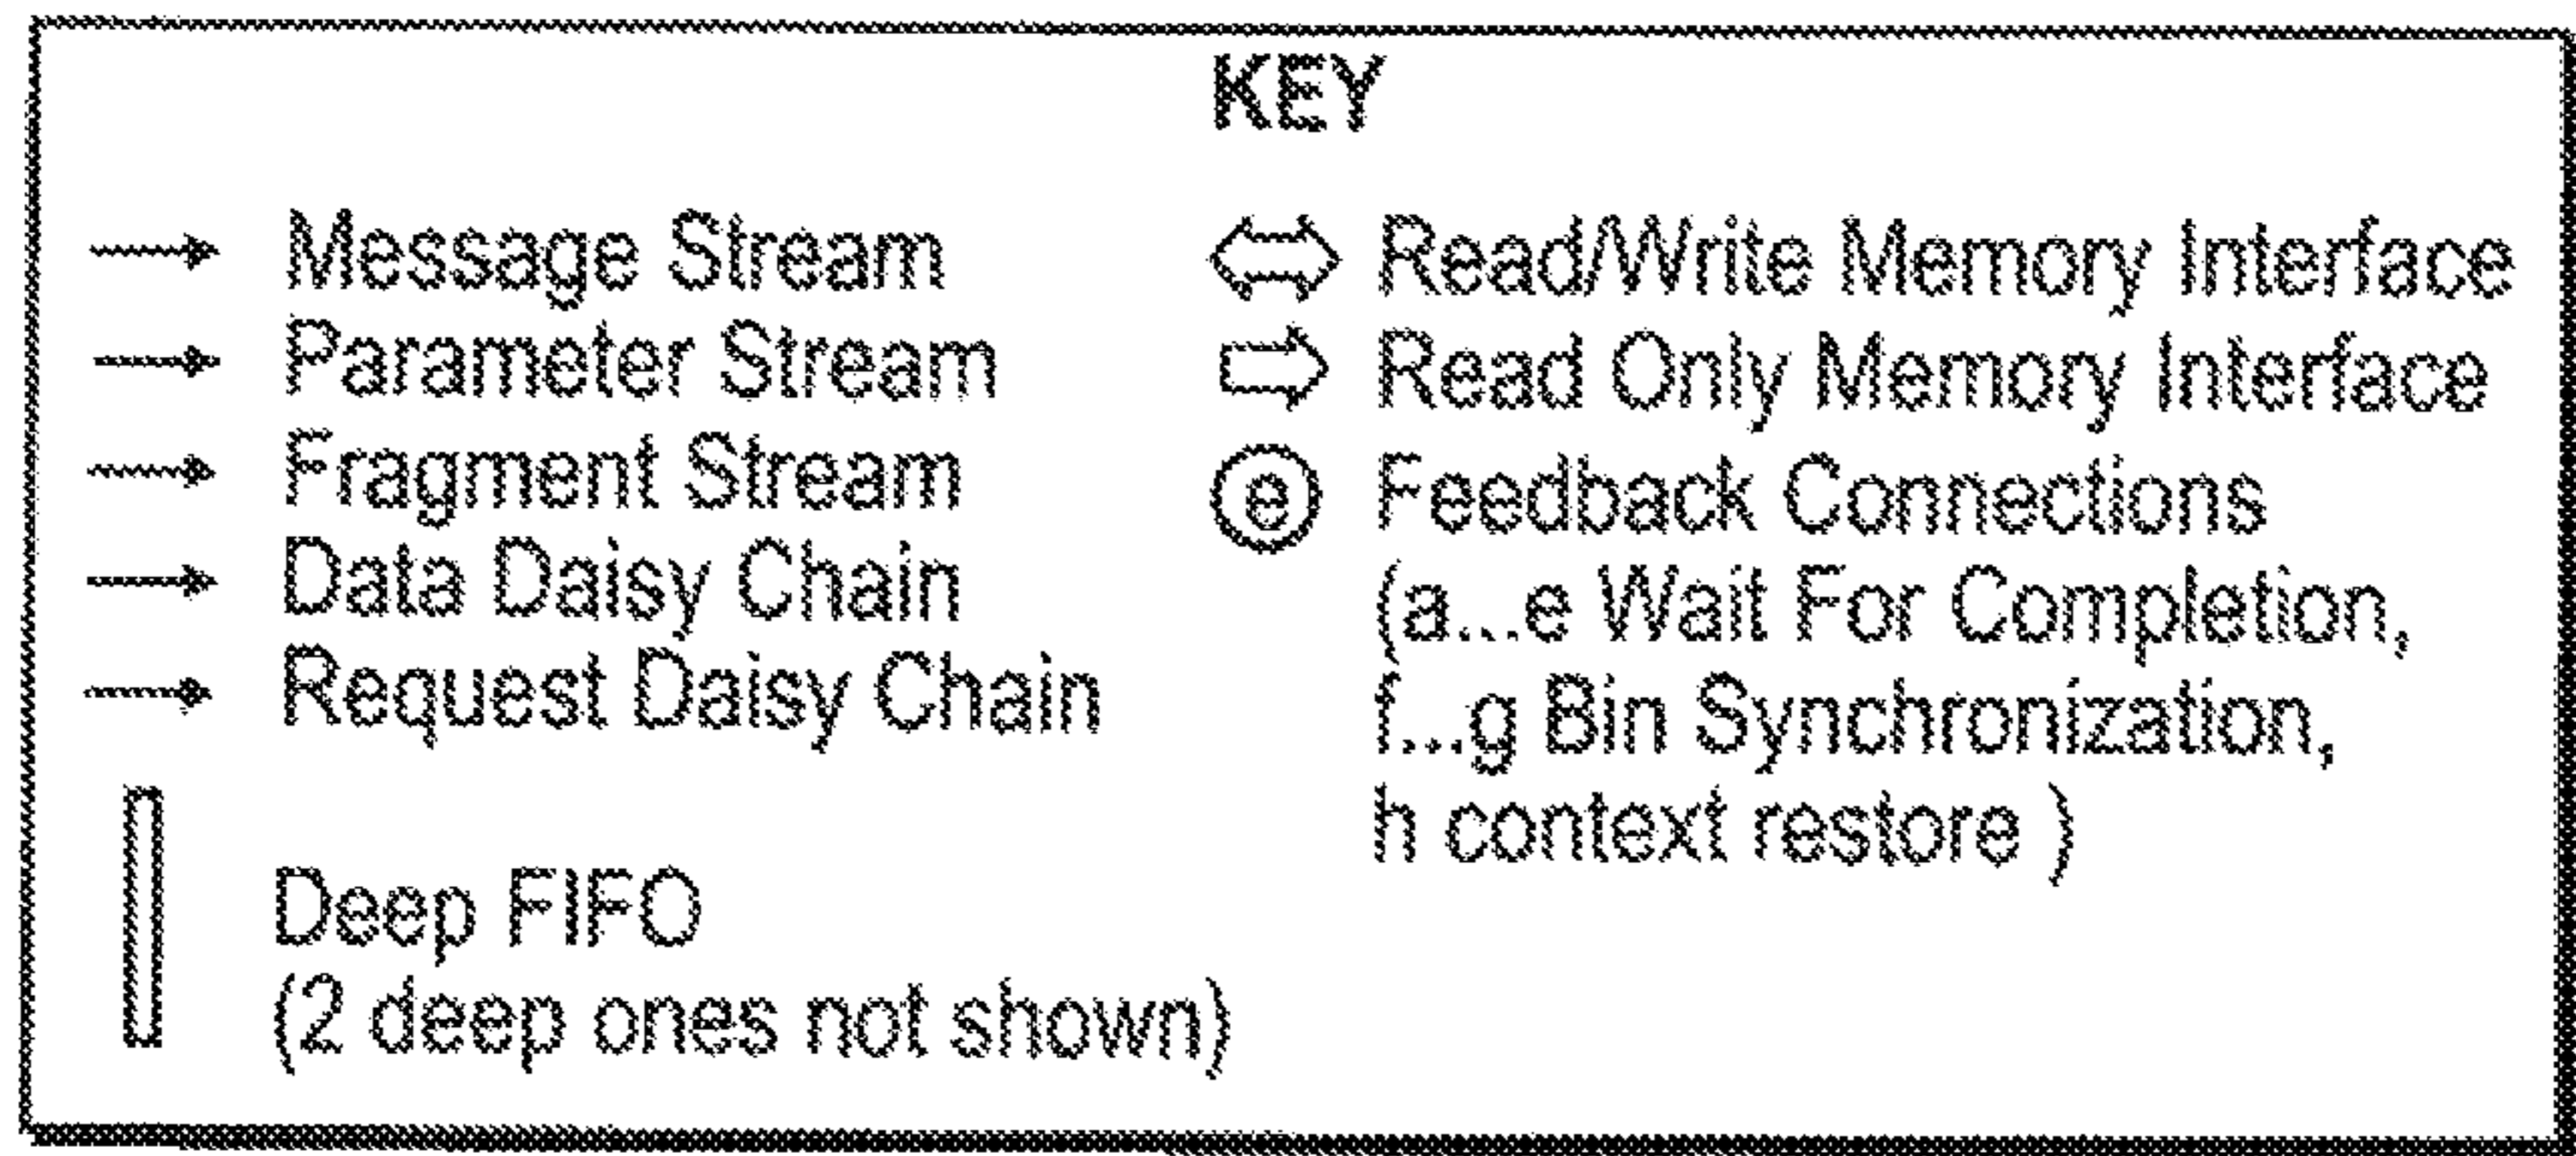 KEY
Message Stream
Parameter Stream
Fragment Stream
Data Daisy Chain
Request Daisy Chain
Deep FIFO
(2 deep ones not shown)
Read/Write Memory Interface
Read Only Memory Interface
e Feedback Connections
(a...e Wait For Completion,
f...g Bin Synchronization,
h context restore )